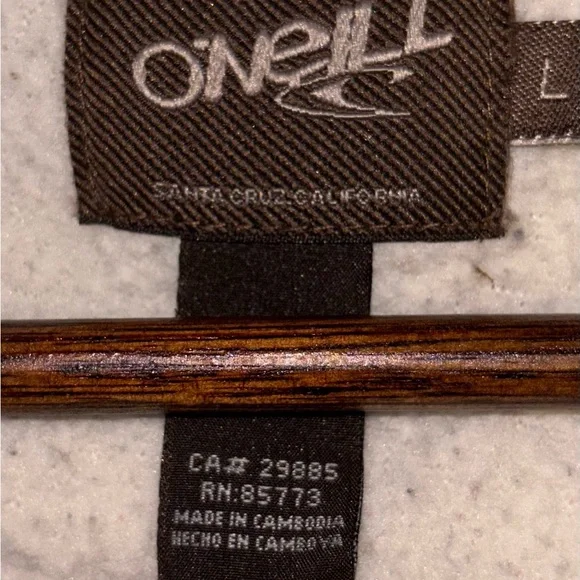 O'NEILL
L
SANTA CRUZ, CALIFORNIA
CA# 29885
RN:85773
MADE IN CAMBODIA
HECHO EN CAMBOYA